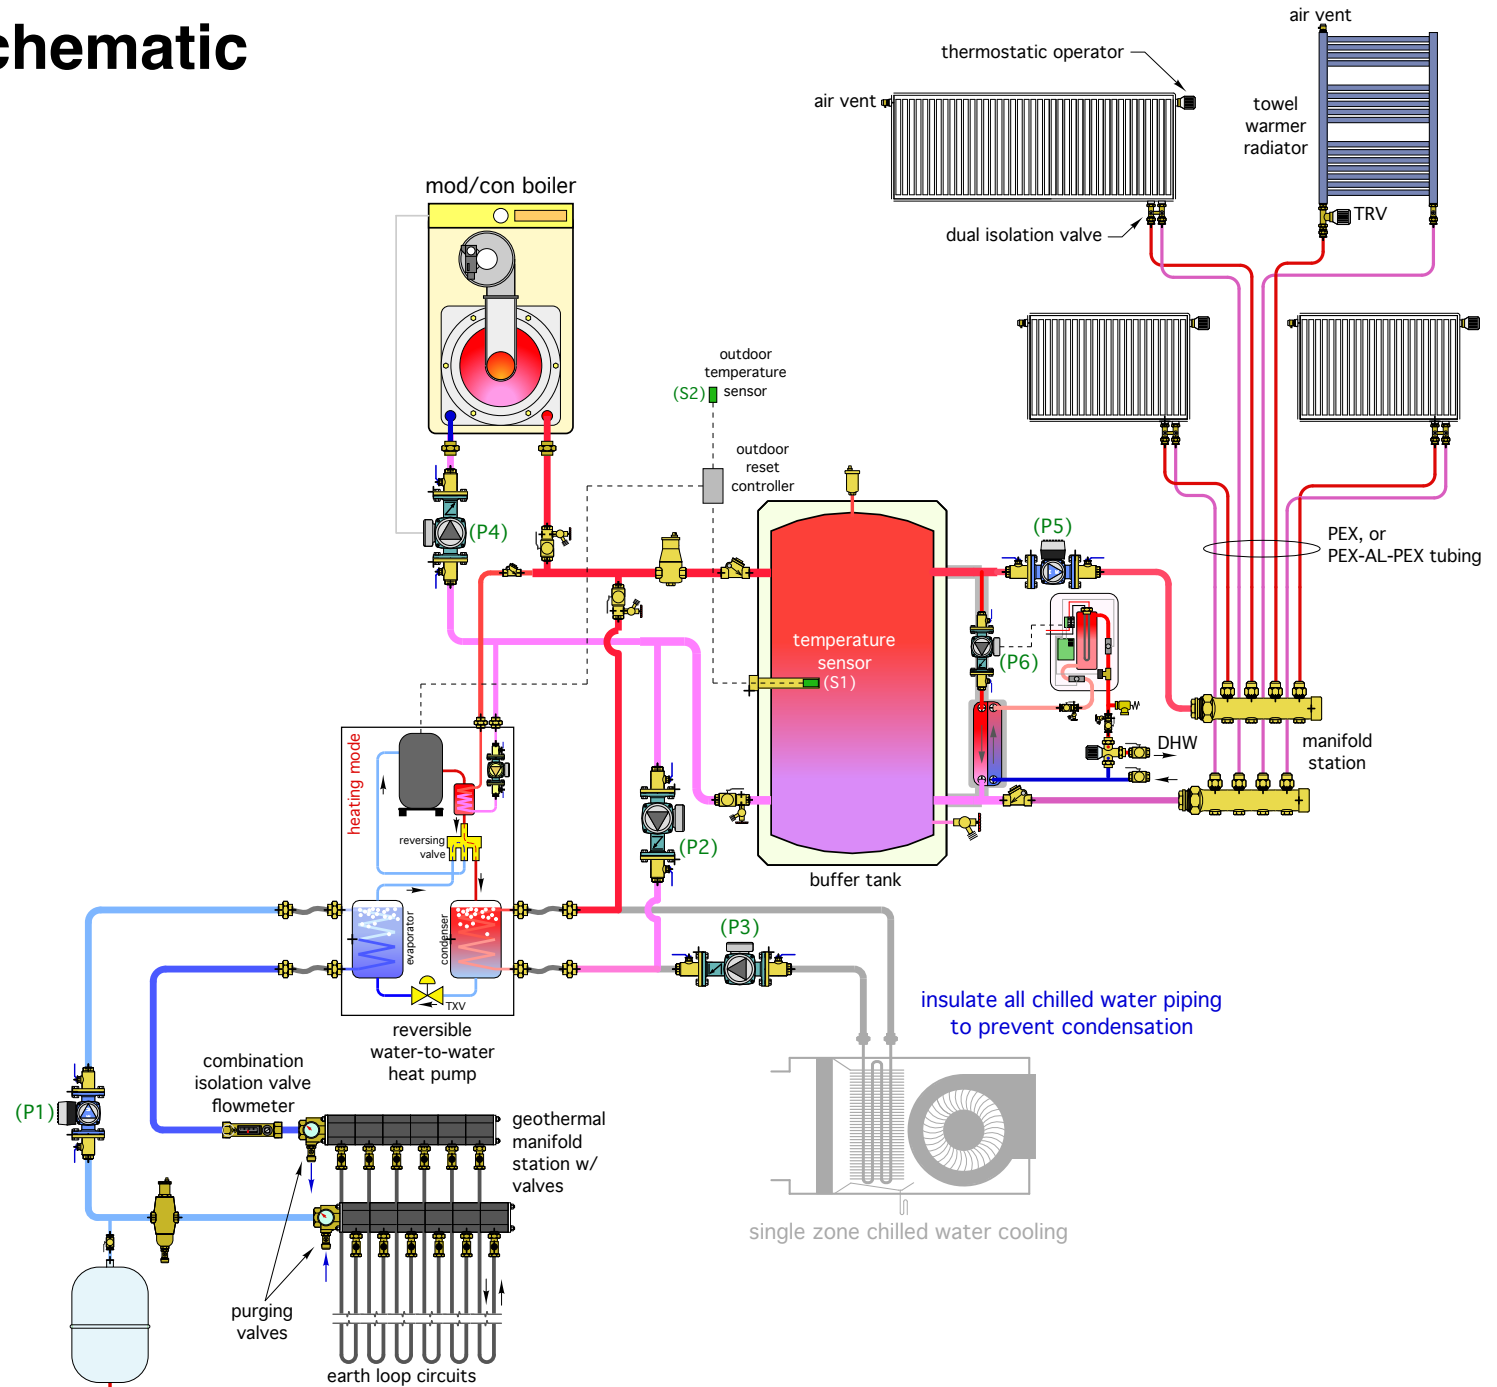 chematic
air vent
thermostatic operator
air vent
towel
warmer
radiator
mod/con boiler
TRV
dual isolation valve
outdoor
temperature
sensor
(S2)
outdoor
reset
controller
(P4)
(P5)
PEX, or
PEX-AL-PEX tubing
temperature
sensor
(S1)
(P6)
DHW
manifold
station
heating mode
reversing
valve
(P2)
buffer tank
evaporator
condenser
(P3)
TXV
insulate all chilled water piping
to prevent condensation
reversible
water-to-water
heat pump
combination
isolation valve
flowmeter
(P1)
geothermal
manifold
station w/
valves
single zone chilled water cooling
purging
valves
earth loop circuits